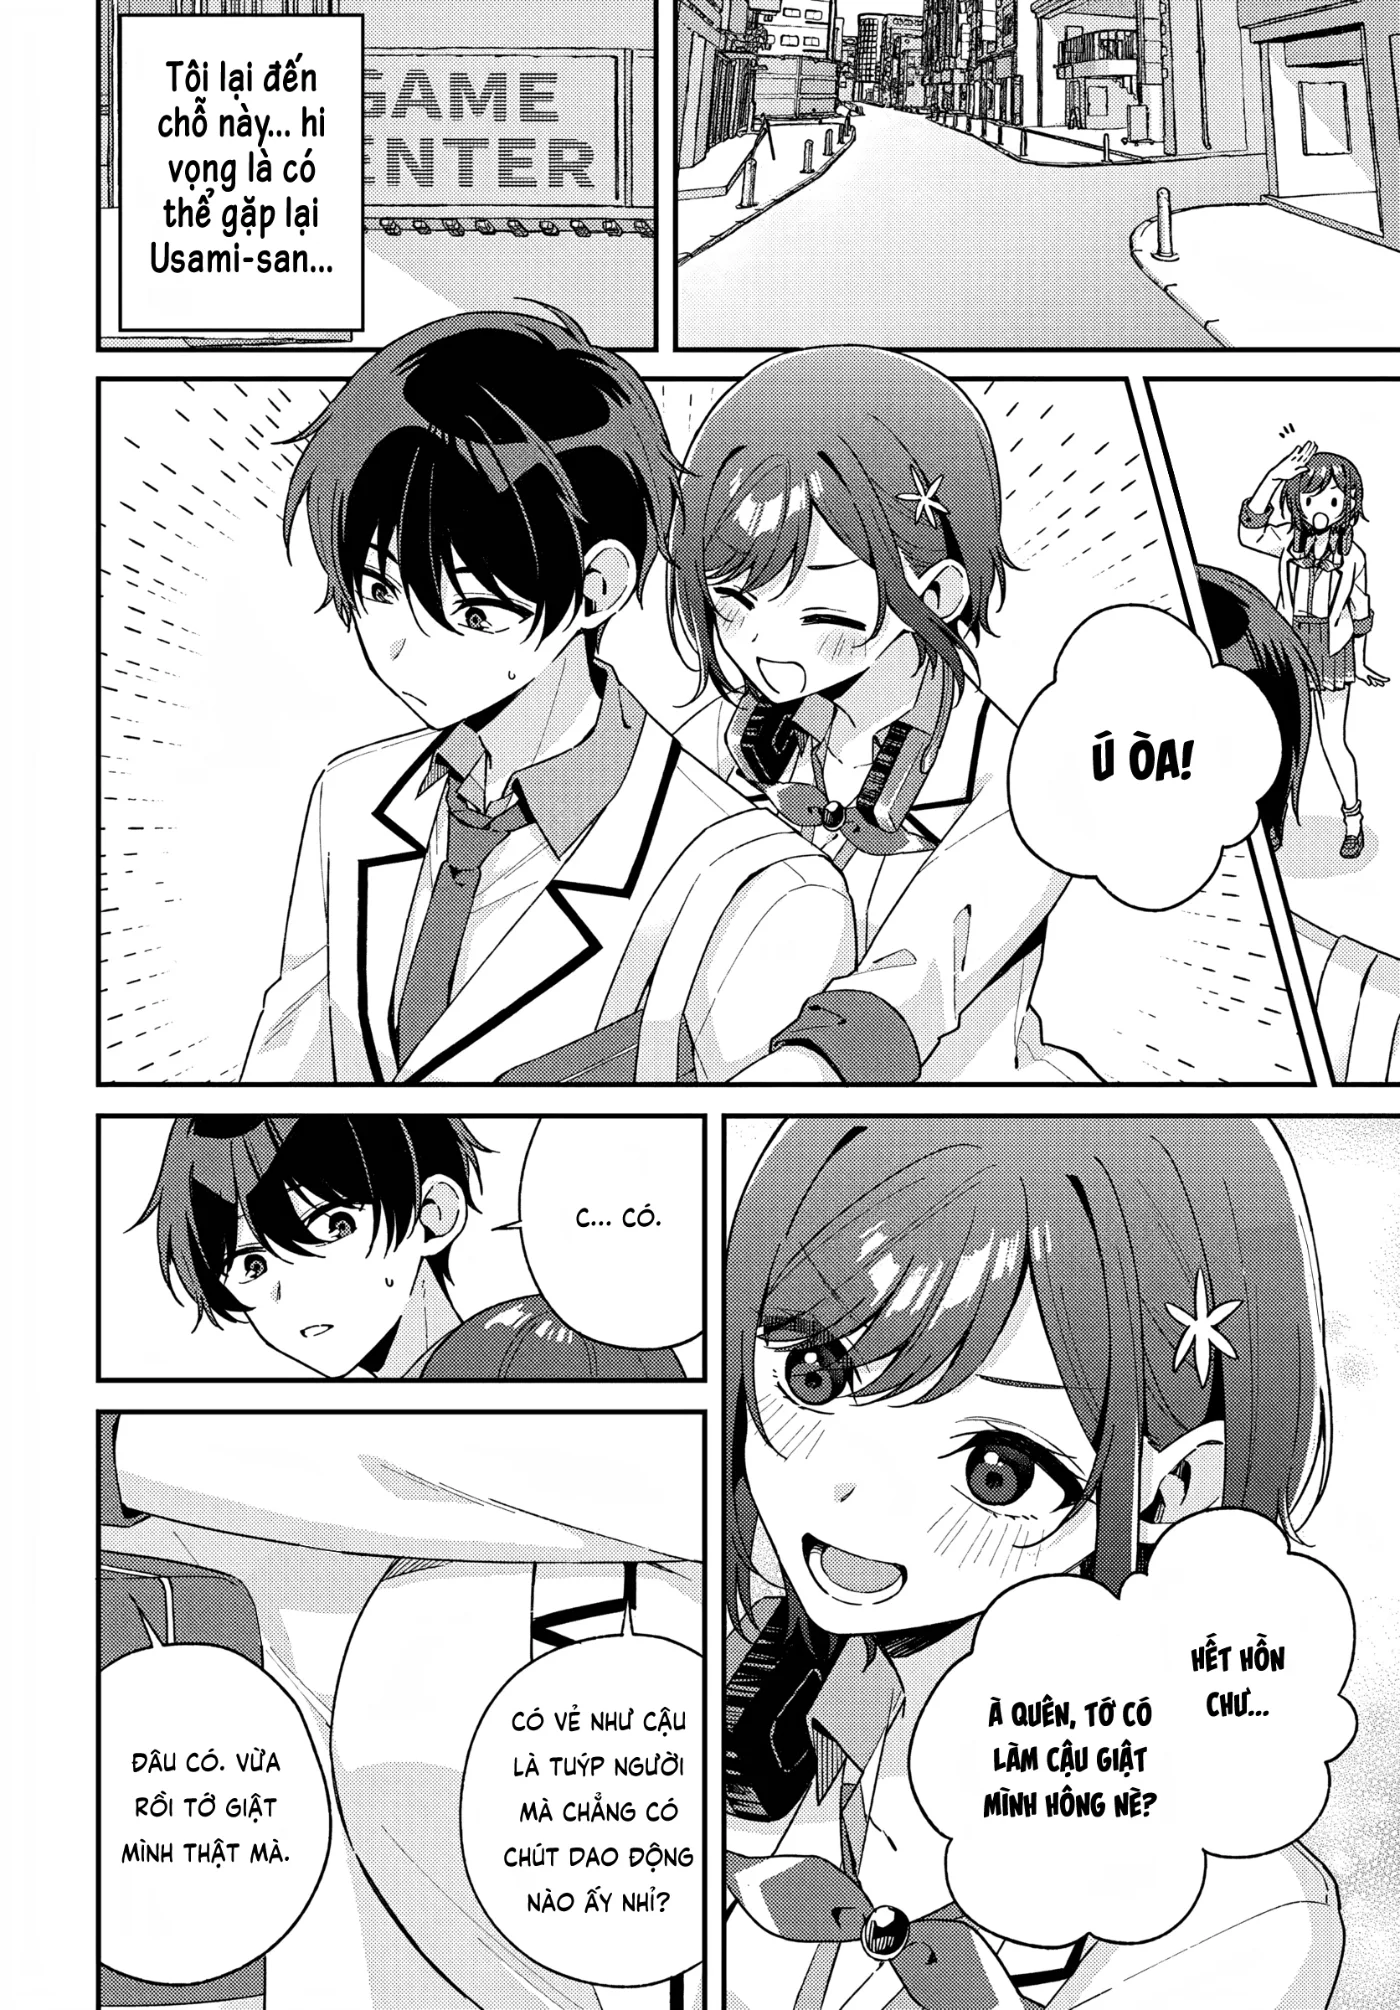 Tôi lại đến
chỗ này... hi
vọng là có
thể gặp lại
Usami-san...
GAME
ENTER
Ú ÒA!
HẾT HỒN
CHƯ...
À QUÊN, TỚ CÓ
LÀM CẬU GIẬT
MÌNH HÔNG NÈ?
C... CÓ.
CÓ VẺ NHƯ CẬU
LÀ TUÝP NGƯỜI
MÀ CHẲNG CÓ
CHÚT DAO ĐỘNG
NÀO ẤY NHỈ?
ĐÂU CÓ. VỪA
RỒI TỚ GIẬT
MÌNH THẬT MÀ.